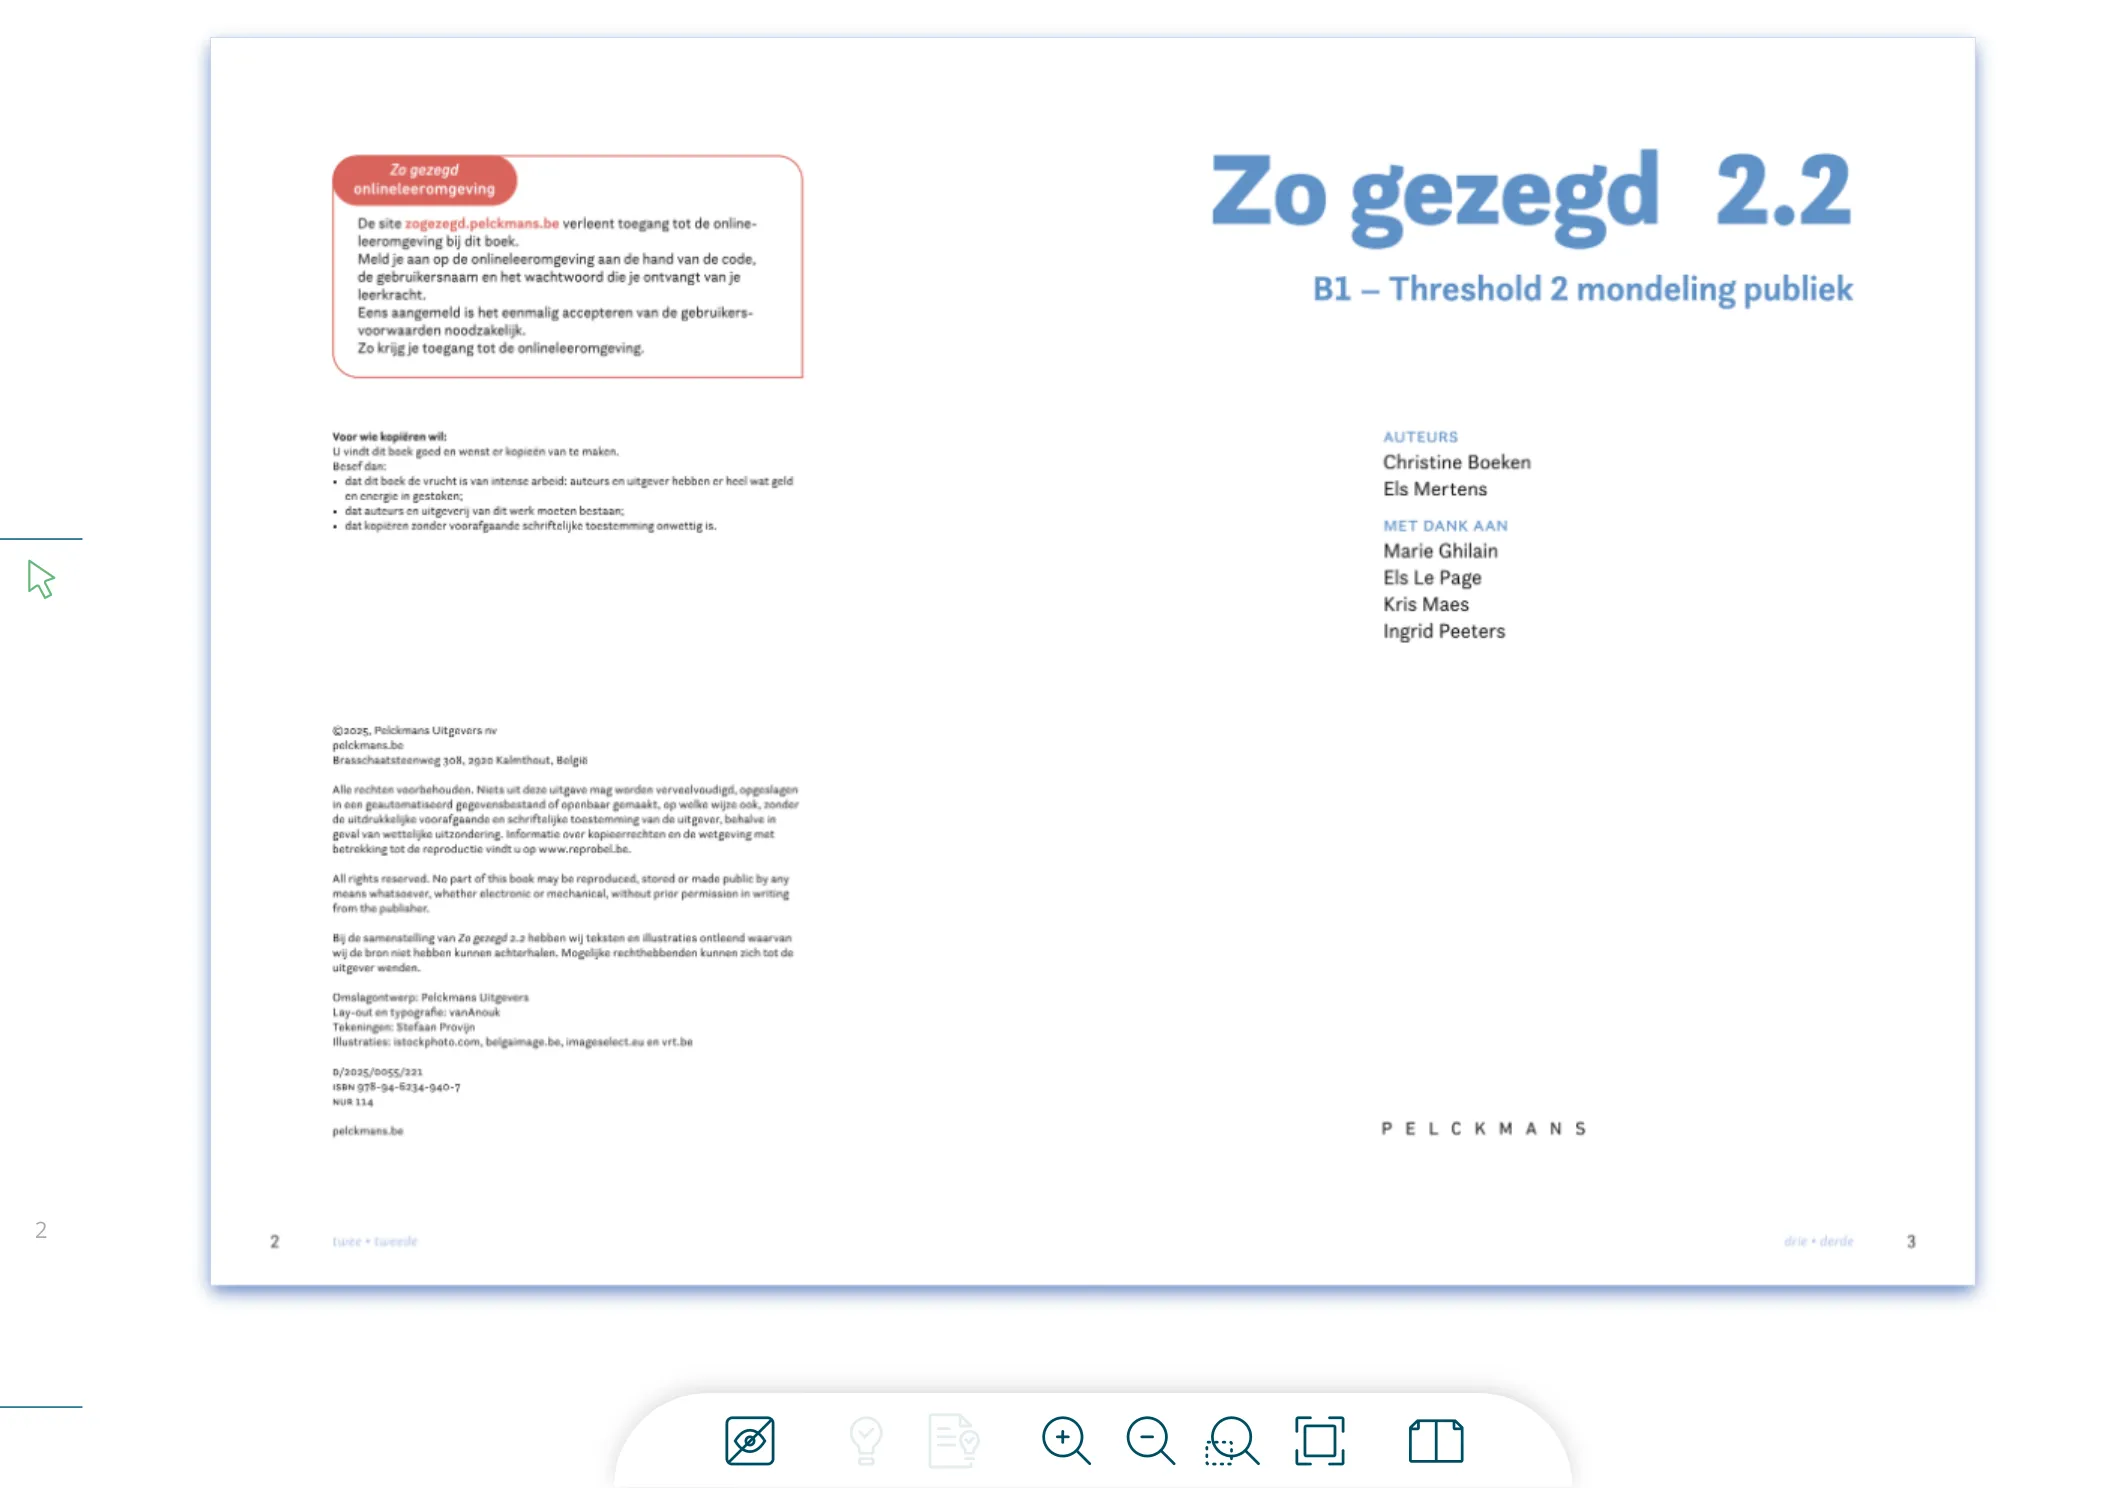 Zo gezegd
onlineleeromgeving
De site zogezegd.pelckmans.be verleent toegang tot de online-
leeromgeving bij dit boek.
Meld je aan op de onlineleeromgeving aan de hand van de code,
de gebruikersnaam en het wachtwoord die je ontvangt van je
leerkracht.
Eens aangemeld is het eenmalig accepteren van de gebruikers-
voorwaarden noodzakelijk.
Zo krijg je toegang tot de onlineleeromgeving.
Voor wie kopiëren wil:
U vindt dit boek goed en wenst er kopieën van te maken.
Besef dan:
• dat dit boek de vrucht is van intense arbeid: auteurs en uitgever hebben er heel wat geld
en energie in gestoken;
• dat auteurs en uitgeverij van dit werk moeten bestaan;
• dat kopiëren zonder voorafgaande schriftelijke toestemming onwettig is.
©2025, Pelckmans Uitgevers nv
pelckmans.be
Brasschaatsteenweg 308, 2920 Kalmthout, België
Alle rechten voorbehouden. Niets uit deze uitgave mag worden verveelvoudigd, opgeslagen
in een geautomatiseerd gegevensbestand of openbaar gemaakt, op welke wijze ook, zonder
de uitdrukkelijke voorafgaande en schriftelijke toestemming van de uitgever, behalve in
geval van wettelijke uitzondering. Informatie over kopieerrechten en de wetgeving met
betrekking tot de reproductie vindt u op www.reprobel.be.
All rights reserved. No part of this book may be reproduced, stored or made public by any
means whatsoever, whether electronic or mechanical, without prior permission in writing
from the publisher.
Bij de samenstelling van Zo gezegd 2.2 hebben wij teksten en illustraties ontleend waarvan
wij de bron niet hebben kunnen achterhalen. Mogelijke rechthebbenden kunnen zich tot de
uitgever wenden.
Omslagontwerp: Pelckmans Uitgevers
Lay-out en typografie: vanAnouk
Tekeningen: Stefaan Provijn
Illustraties: istockphoto.com, belgaimage.be, imageselect.eu en vrt.be
D/2025/0055/221
ISBN 978-94-6234-940-7
NUR 114
pelckmans.be
2 twee • tweede
Zo gezegd 2.2
B1 – Threshold 2 mondeling publiek
AUTEURS
Christine Boeken
Els Mertens
MET DANK AAN
Marie Ghilain
Els Le Page
Kris Maes
Ingrid Peeters
PELCKMANS
drie • derde 3
2